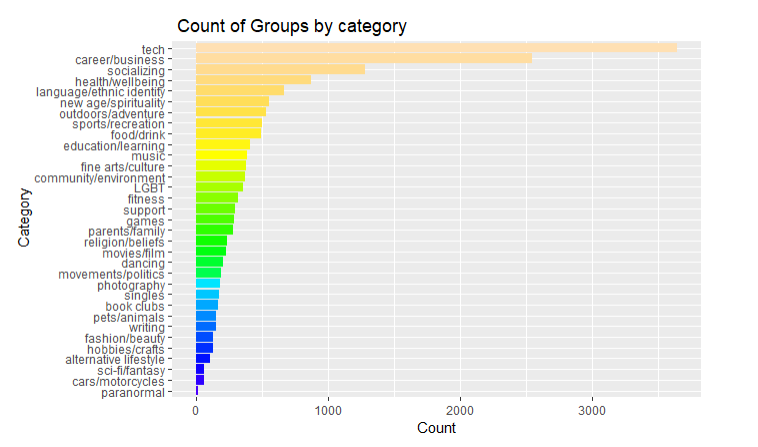 Count of Groups by category
tech
career/business
socializing
health/wellbeing
language/ethnic identity
new age/spirituality
outdoors/adventure
sports/recreation
food/drink
education/learning
music
fine arts/culture
community/environment
LGBT
fitness
support
games
parents/family
religion/beliefs
movies/film
dancing
movements/politics
photography
singles
book clubs
pets/animals
writing
fashion/beauty
hobbies/crafts
alternative lifestyle
sci-fi/fantasy
cars/motorcycles
paranormal
Category
0 1000 2000 3000
Count